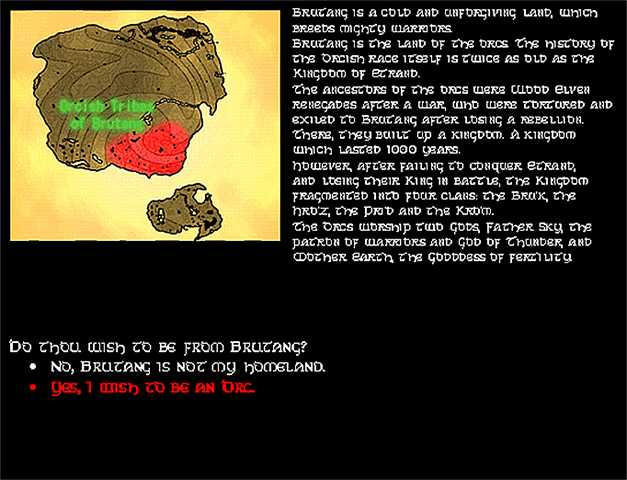 Brutang is a cold and unforgiving land, which
breeds mighty warriors.
Brutang is the land of the orcs. The history of
the Orcish race itself is twice as old as the
Kingdom of Etrand.
The ancestors of the orcs were Wood Elven
renegades after a war, who were tortured and
exiled to Brutang after losing a rebellion.
There, they built up a kingdom. A kingdom
which lasted 1000 years.
However, after failing to conquer Etrand,
and losing their King in battle, the Kingdom
fragmented into four clans: the Bru'k, the
Hro'z, the Pro'd and the Kro'm.
The Orcs worship two Gods, Father Sky, the
patron of warriors and God of Thunder, and
Mother Earth, the Goddess of fertility.
Orcish Tribes
of Brutang
Do thou wish to be from Brutang?
• No, Brutang is not my homeland.
• Yes, I wish to be an Orc.